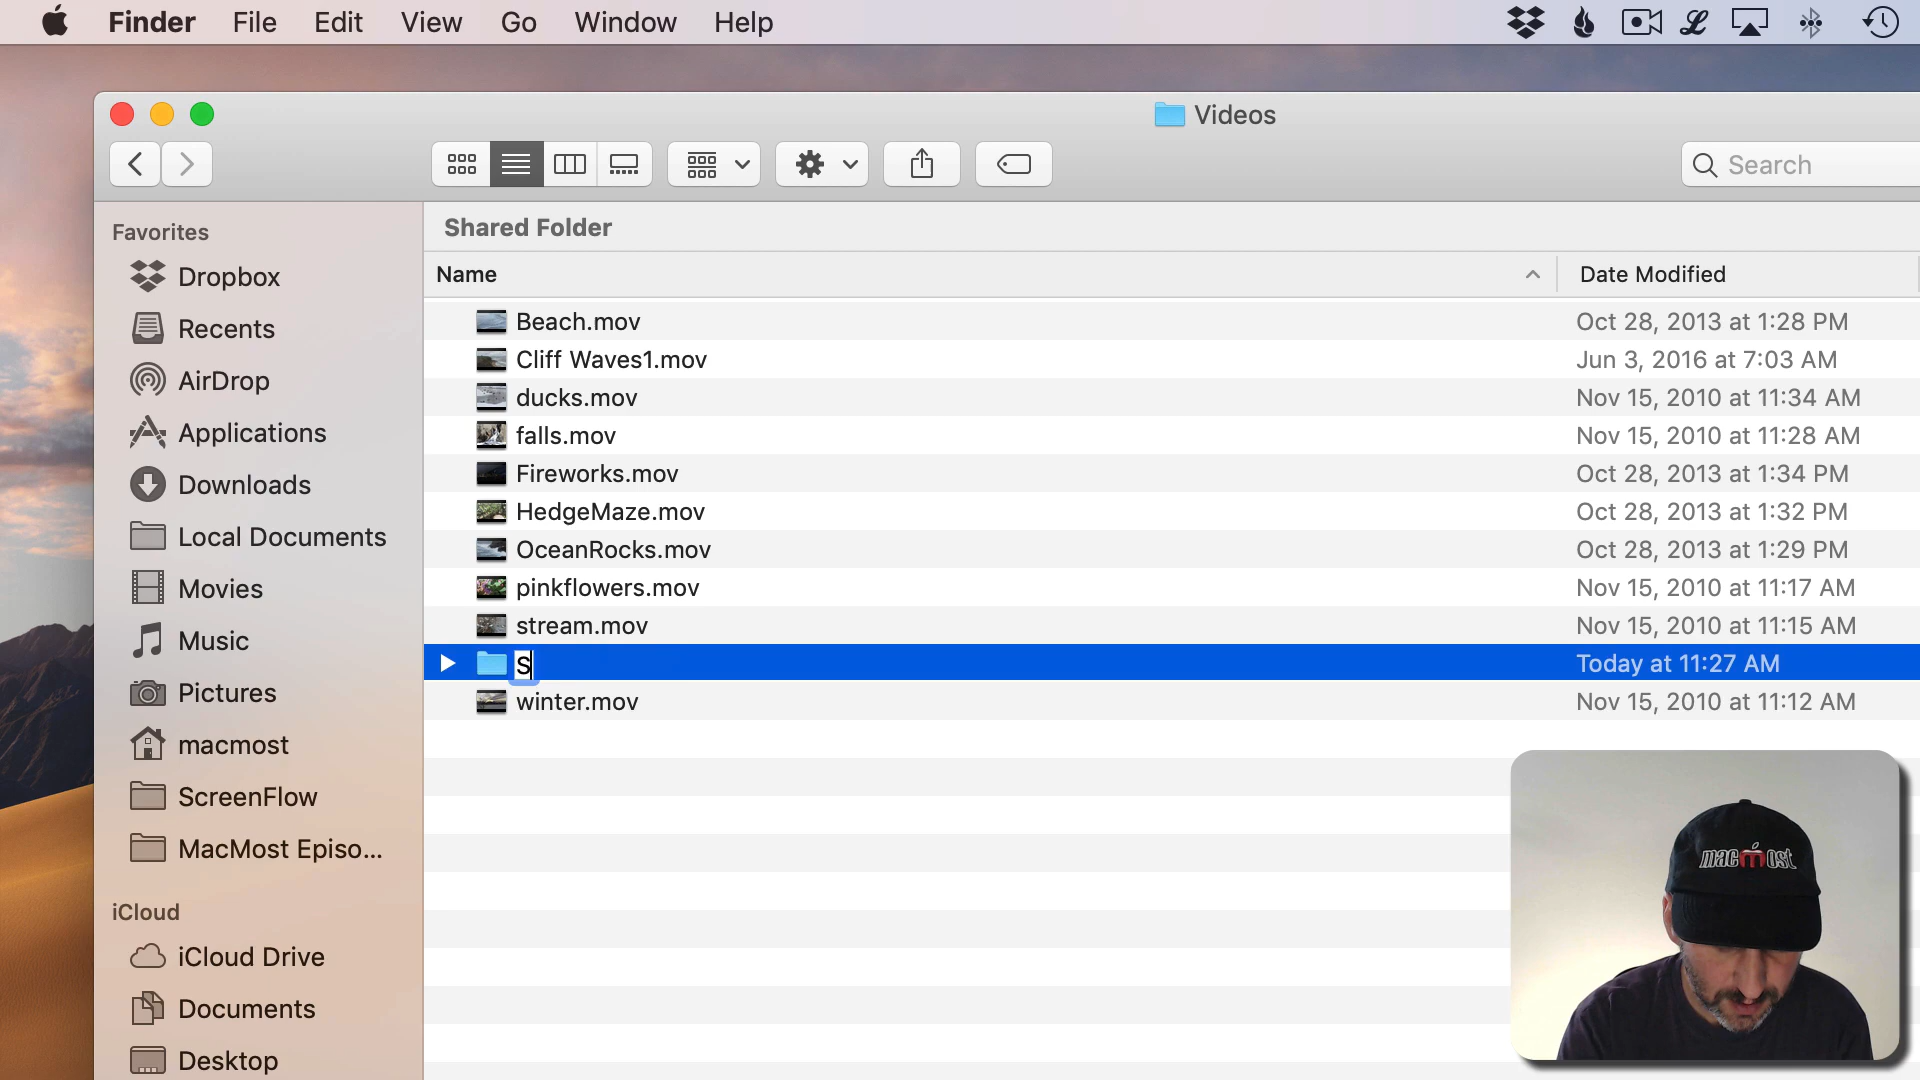 Finder File Edit View Go Window Help
Videos
Search
Favorites
Dropbox
Recents
AirDrop
Applications
Downloads
Local Documents
Movies
Music
Pictures
macmost
ScreenFlow
MacMost Episo...
iCloud
iCloud Drive
Documents
Desktop
Shared Folder
Name Date Modified
Beach.mov Oct 28, 2013 at 1:28 PM
Cliff Waves1.mov Jun 3, 2016 at 7:03 AM
ducks.mov Nov 15, 2010 at 11:34 AM
falls.mov Nov 15, 2010 at 11:28 AM
Fireworks.mov Oct 28, 2013 at 1:34 PM
HedgeMaze.mov Oct 28, 2013 at 1:32 PM
OceanRocks.mov Oct 28, 2013 at 1:29 PM
pinkflowers.mov Nov 15, 2010 at 11:17 AM
stream.mov Nov 15, 2010 at 11:15 AM
S Today at 11:27 AM
winter.mov Nov 15, 2010 at 11:12 AM
macmost